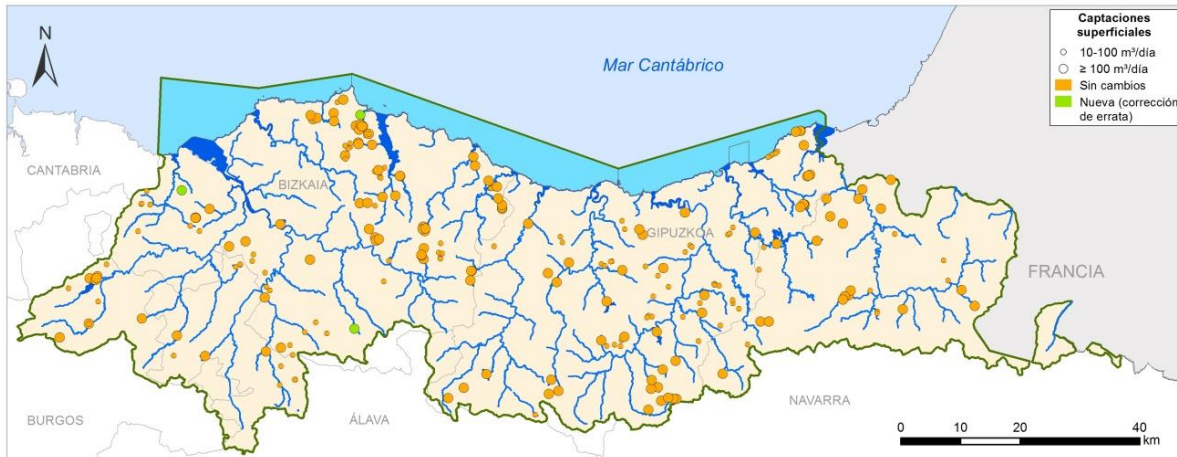 N
Mar Cantábrico
Captaciones
superficiales
10-100 m³/día
≥ 100 m³/día
Sin cambios
Nueva (corrección
de errata)
CANTABRIA
BIZKAIA
GIPUZKOA
FRANCIA
BURGOS
ÁLAVA
NAVARRA
0 10 20 40
km